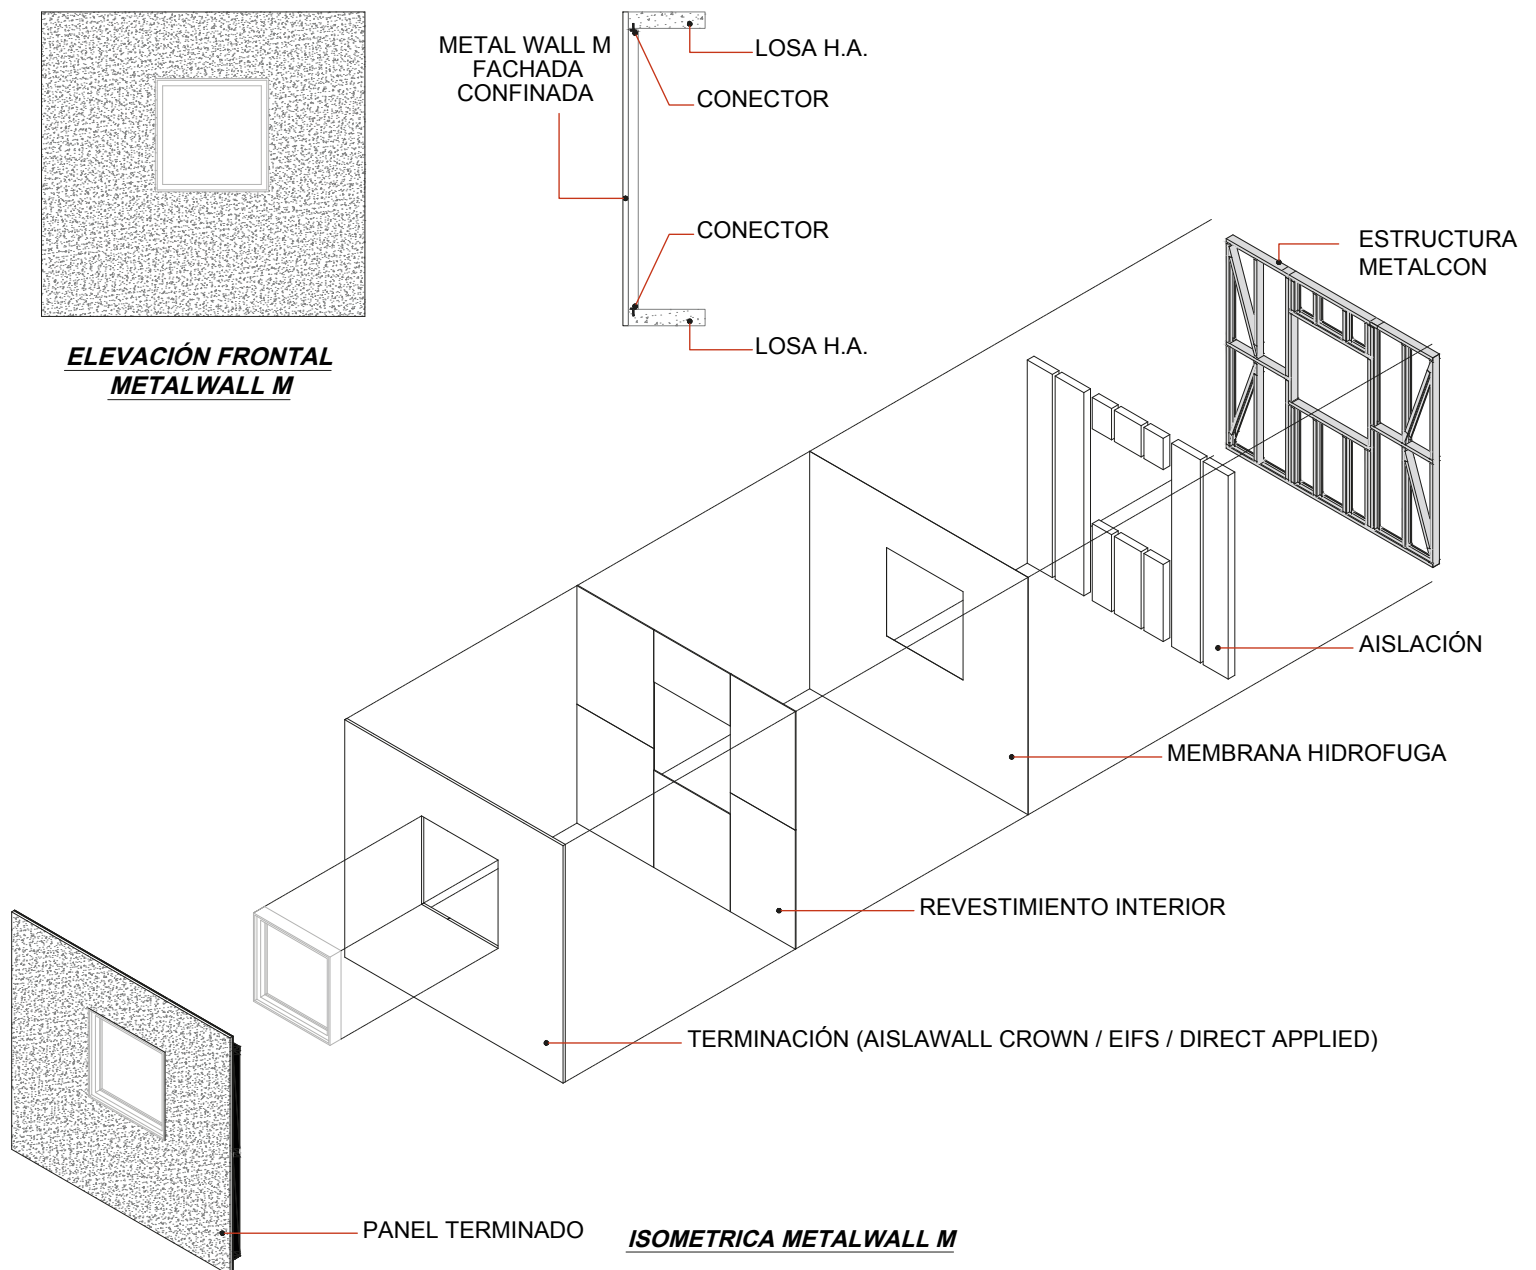 METAL WALL M
FACHADA
CONFINADA
LOSA H.A.
CONECTOR
CONECTOR
LOSA H.A.
ELEVACIÓN FRONTAL
METALWALL M
ESTRUCTURA
METALCON
AISLACIÓN
MEMBRANA HIDROFUGA
REVESTIMIENTO INTERIOR
TERMINACIÓN (AISLAWALL CROWN / EIFS / DIRECT APPLIED)
PANEL TERMINADO
ISOMETRICA METALWALL M